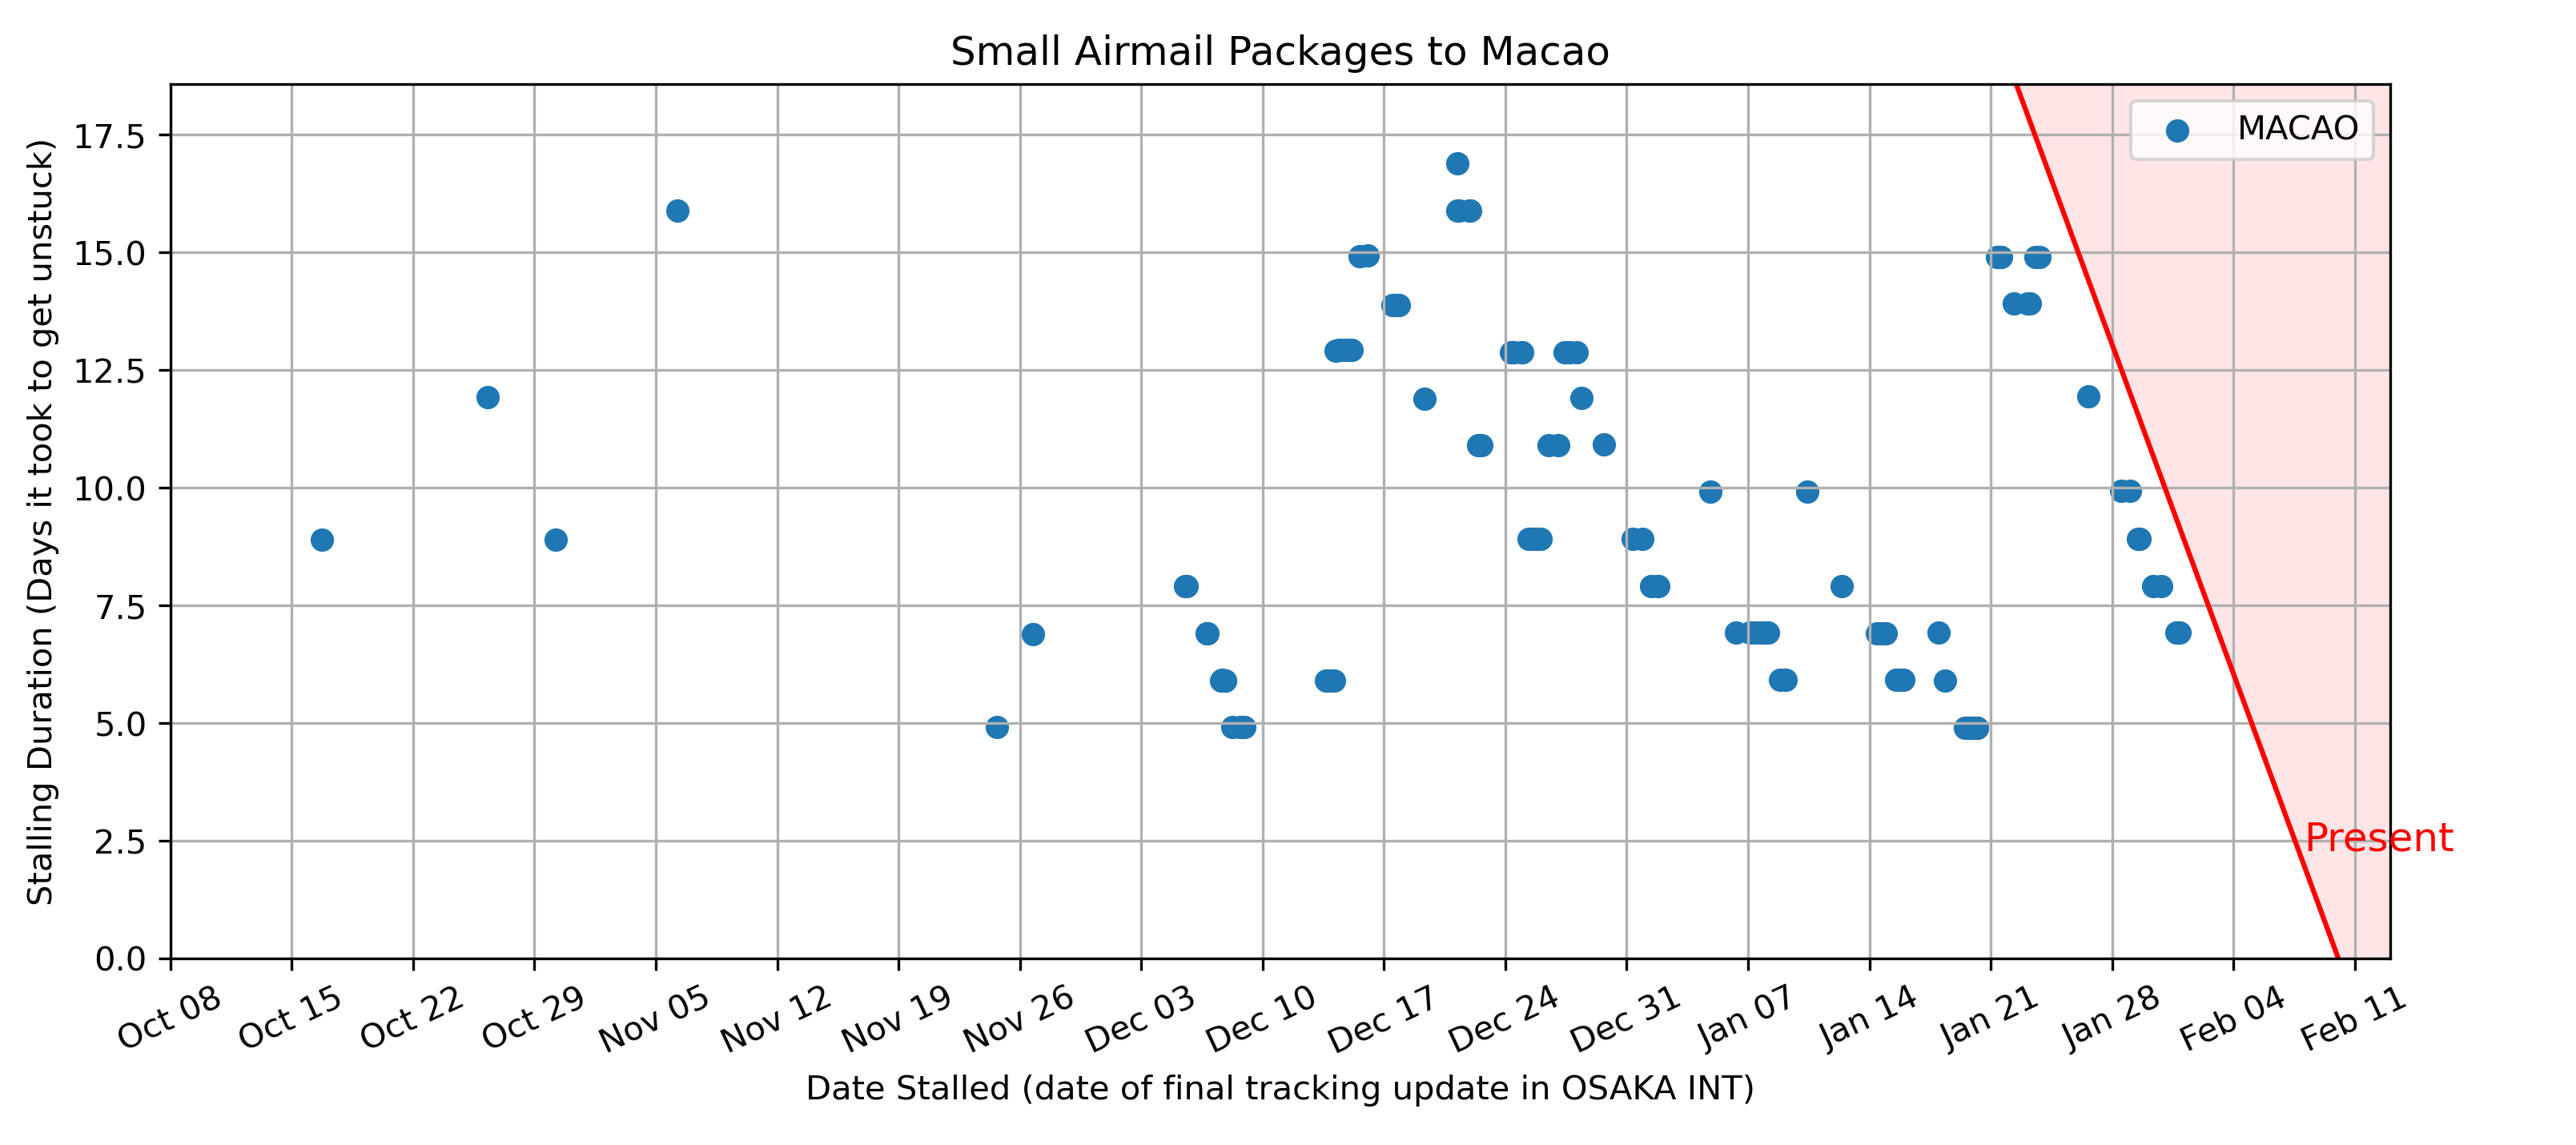 Small Airmail Packages to Macao
MACAO
Stalling Duration (Days it took to get unstuck)
17.5
15.0
12.5
10.0
7.5
5.0
2.5
0.0
Present
Oct 08 Oct 15 Oct 22 Oct 29 Nov 05 Nov 12 Nov 19 Nov 26 Dec 03 Dec 10 Dec 17 Dec 24 Dec 31 Jan 07 Jan 14 Jan 21 Jan 28 Feb 04 Feb 11
Date Stalled (date of final tracking update in OSAKA INT)